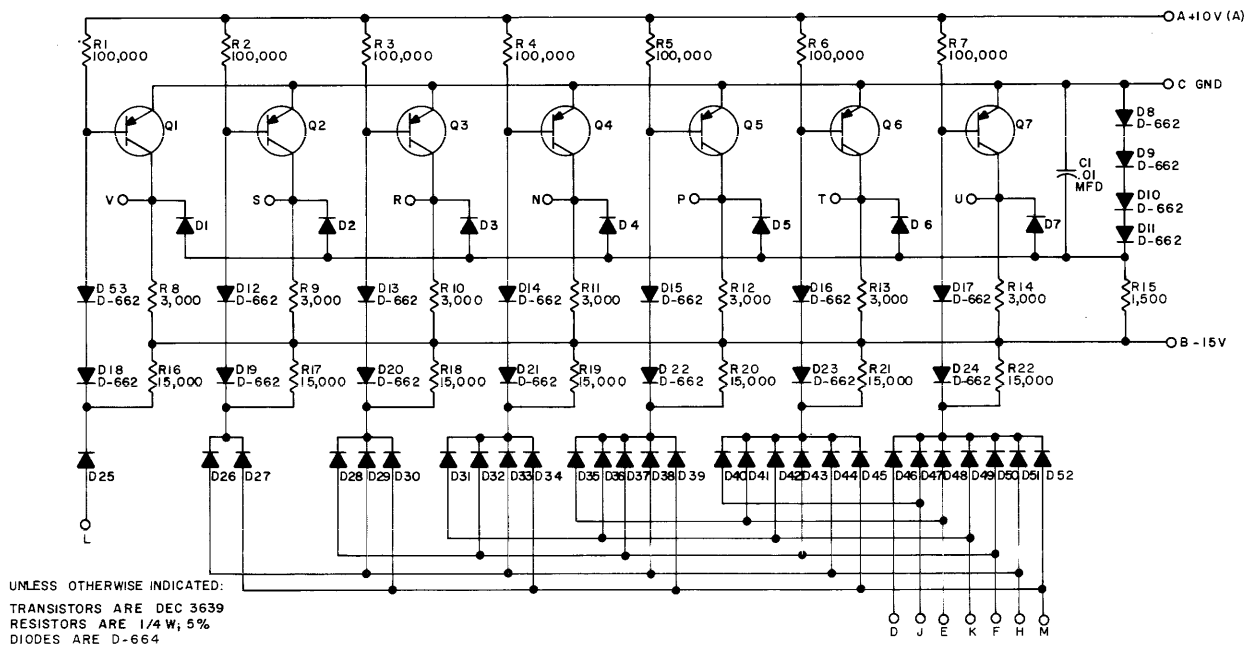 A+10V (A)
R1 100,000
R2 100,000
R3 100,000
R4 100,000
R5 100,000
R6 100,000
R7 100,000
C GND
Q1
Q2
Q3
Q4
Q5
Q6
Q7
D8 D-662
D9 D-662
D10 D-662
D11 D-662
C1 .01 MFD
V
S
R
N
P
T
U
D1
D2
D3
D4
D5
D6
D7
D53 D-662
R8 3,000
D12 D-662
R9 3,000
D13 D-662
R10 3,000
D14 D-662
R11 3,000
D15 D-662
R12 3,000
D16 D-662
R13 3,000
D17 D-662
R14 3,000
R15 1,500
B-15V
D18 D-662
R16 15,000
D19 D-662
R17 15,000
D20 D-662
R18 15,000
D21 D-662
R19 15,000
D22 D-662
R20 15,000
D23 D-662
R21 15,000
D24 D-662
R22 15,000
D25
D26
D27
D28
D29
D30
D31
D32
D33
D34
D35
D36
D37
D38
D39
D40
D41
D42
D43
D44
D45
D46
D47
D48
D49
D50
D51
D52
L
D
J
E
K
F
H
M
UNLESS OTHERWISE INDICATED:
TRANSISTORS ARE DEC 3639
RESISTORS ARE 1/4 W; 5%
DIODES ARE D-664